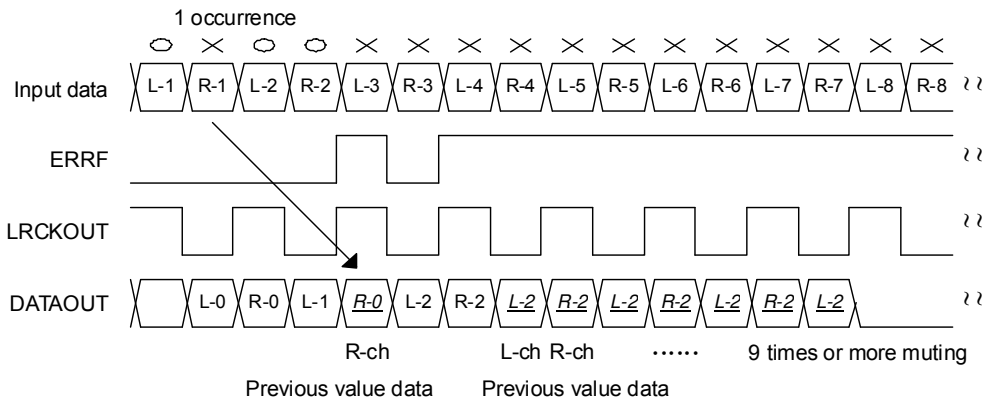 1 occurrence
○ × ○ ○ × × × × × × × × × × × ×
Input data L-1 R-1 L-2 R-2 L-3 R-3 L-4 R-4 L-5 R-5 L-6 R-6 L-7 R-7 L-8 R-8 ~ ~
ERRF ~ ~
LRCKOUT ~ ~
DATAOUT L-0 R-0 L-1 R-0 L-2 R-2 L-2 R-2 L-2 R-2 L-2 R-2 L-2 ~ ~
R-ch L-ch R-ch ...... 9 times or more muting
Previous value data Previous value data